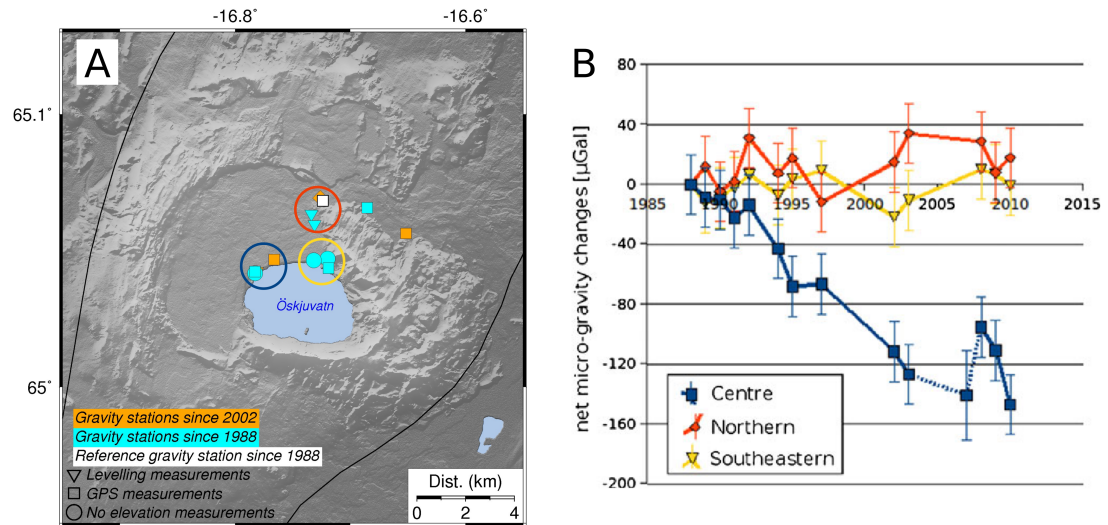 -16.8˚ -16.6˚
A
65.1˚
65˚
Öskjuvatn
Gravity stations since 2002
Gravity stations since 1988
Reference gravity station since 1988
Levelling measurements
GPS measurements
No elevation measurements
Dist. (km)
0 2 4
B
net micro-gravity changes [µGal]
80
40
0
-40
-80
-120
-160
-200
1985 1990 1995 2000 2005 2010 2015
Centre
Northern
Southeastern